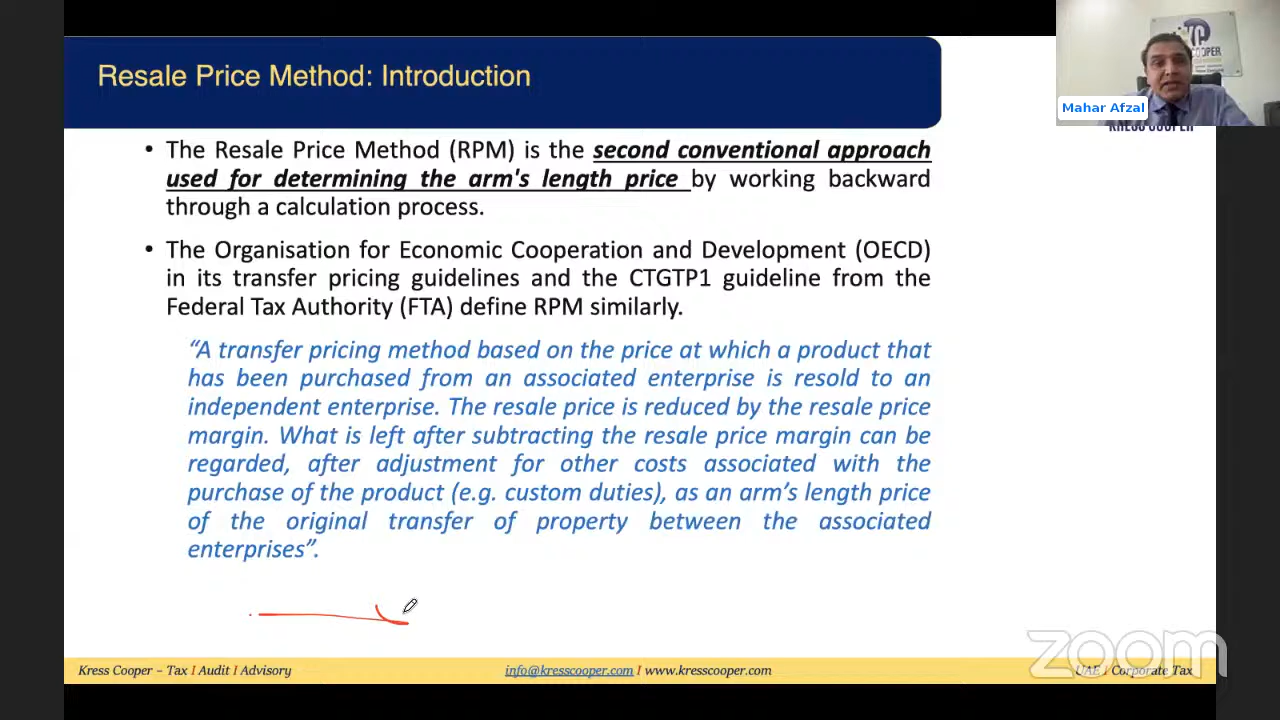 Resale Price Method: Introduction
COOPER
Mahar Afzal
KRESS COOPER
• The Resale Price Method (RPM) is the second conventional approach
used for determining the arm's length price by working backward
through a calculation process.
• The Organisation for Economic Cooperation and Development (OECD)
in its transfer pricing guidelines and the CTGTP1 guideline from the
Federal Tax Authority (FTA) define RPM similarly.
“A transfer pricing method based on the price at which a product that
has been purchased from an associated enterprise is resold to an
independent enterprise. The resale price is reduced by the resale price
margin. What is left after subtracting the resale price margin can be
regarded, after adjustment for other costs associated with the
purchase of the product (e.g. custom duties), as an arm’s length price
of the original transfer of property between the associated
enterprises”.
zoom
Kress Cooper – Tax I Audit I Advisory
info@kresscooper.com I www.kresscooper.com
UAE I Corporate Tax